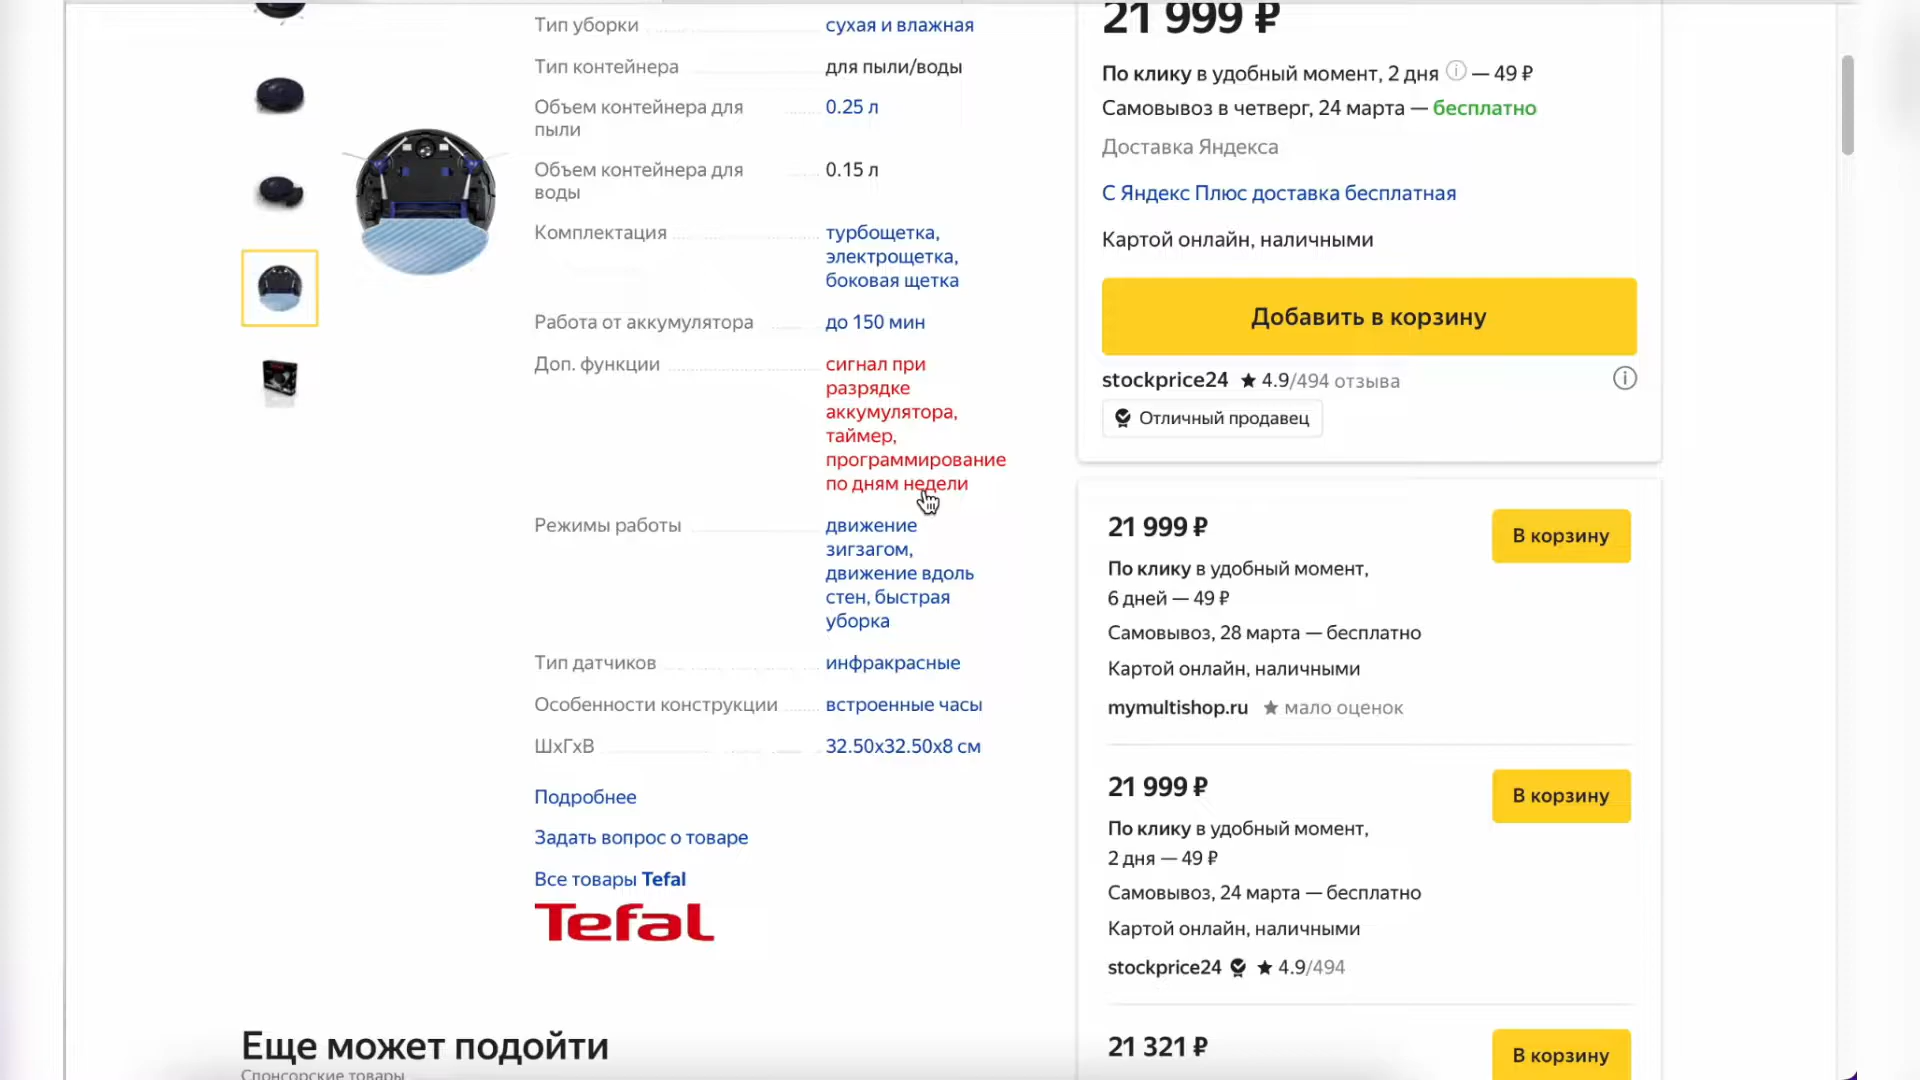 Тип уборки
сухая и влажная
Тип контейнера
для пыли/воды
Объем контейнера для
пыли
0.25 л
Объем контейнера для
воды
0.15 л
Комплектация
турбощетка,
электрощетка,
боковая щетка
Работа от аккумулятора
до 150 мин
Доп. функции
сигнал при
разрядке
аккумулятора,
таймер,
программирование
по дням недели
Режимы работы
движение
зигзагом,
движение вдоль
стен, быстрая
уборка
Тип датчиков
инфракрасные
Особенности конструкции
встроенные часы
ШхГхВ
32.50x32.50x8 см
Подробнее
Задать вопрос о товаре
Все товары Tefal
Tefal
Еще может подойти
Спонсорские товары
21 999 ₽
По клику в удобный момент, 2 дня — 49 ₽
Самовывоз в четверг, 24 марта — бесплатно
Доставка Яндекса
С Яндекс Плюс доставка бесплатная
Картой онлайн, наличными
Добавить в корзину
stockprice24 ★ 4.9/494 отзыва
Отличный продавец
21 999 ₽
В корзину
По клику в удобный момент,
6 дней — 49 ₽
Самовывоз, 28 марта — бесплатно
Картой онлайн, наличными
mymultishop.ru ★ мало оценок
21 999 ₽
В корзину
По клику в удобный момент,
2 дня — 49 ₽
Самовывоз, 24 марта — бесплатно
Картой онлайн, наличными
stockprice24 ★ 4.9/494
21 321 ₽
В корзину